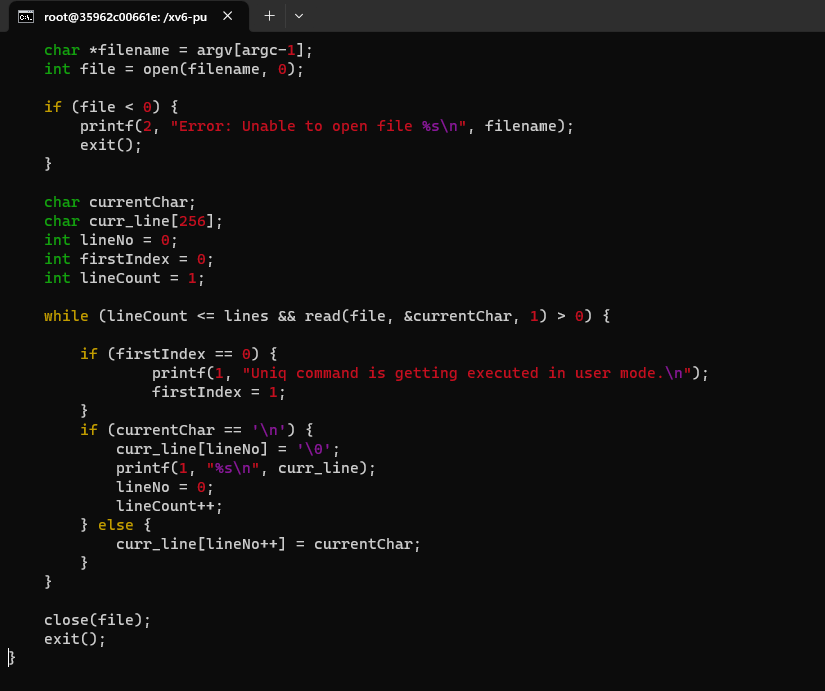 root@35962c00661e: /xv6-pu
    char *filename = argv[argc-1];
    int file = open(filename, 0);

    if (file < 0) {
        printf(2, "Error: Unable to open file %s\n", filename);
        exit();
    }

    char currentChar;
    char curr_line[256];
    int lineNo = 0;
    int firstIndex = 0;
    int lineCount = 1;

    while (lineCount <= lines && read(file, &currentChar, 1) > 0) {

        if (firstIndex == 0) {
                printf(1, "Uniq command is getting executed in user mode.\n");
                firstIndex = 1;
        }
        if (currentChar == '\n') {
            curr_line[lineNo] = '\0';
            printf(1, "%s\n", curr_line);
            lineNo = 0;
            lineCount++;
        } else {
            curr_line[lineNo++] = currentChar;
        }
    }

    close(file);
    exit();
}